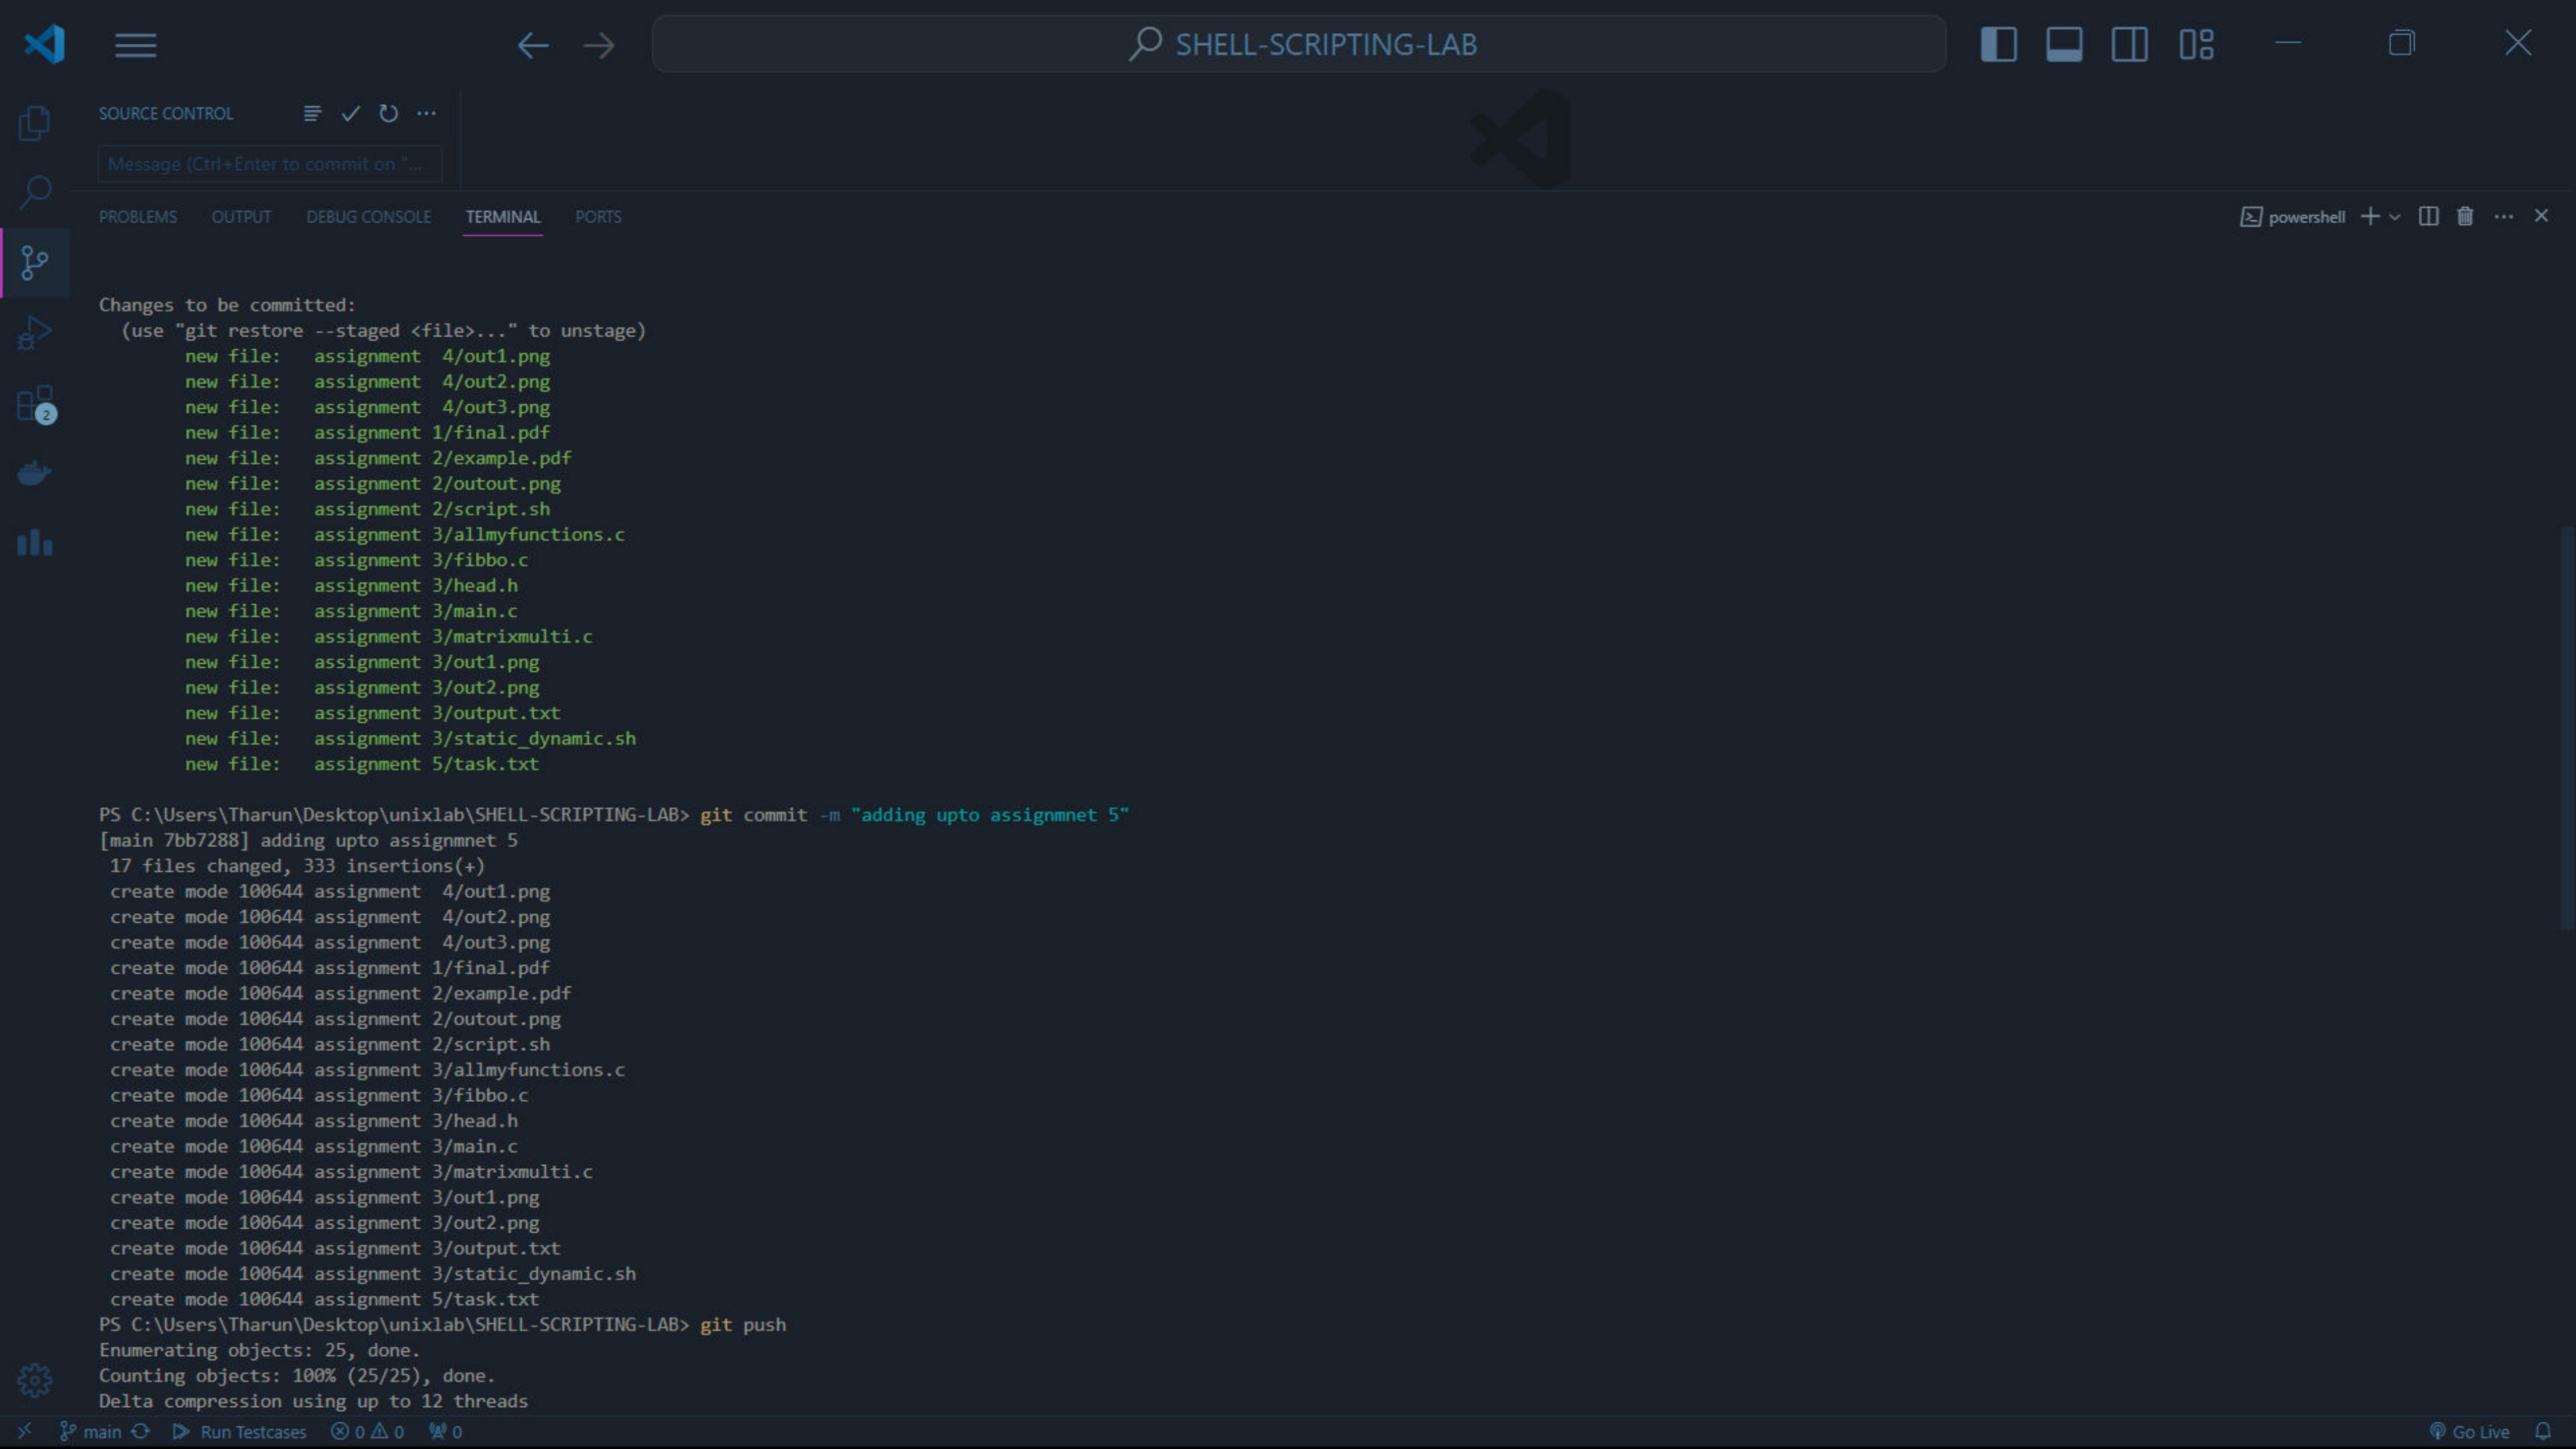 SHELL-SCRIPTING-LAB
SOURCE CONTROL
Message (Ctrl+Enter to commit on "...
PROBLEMS OUTPUT DEBUG CONSOLE TERMINAL PORTS
powershell
Changes to be committed:
(use "git restore --staged <file>..." to unstage)
new file: assignment  4/out1.png
new file: assignment  4/out2.png
new file: assignment  4/out3.png
new file: assignment 1/final.pdf
new file: assignment 2/example.pdf
new file: assignment 2/outout.png
new file: assignment 2/script.sh
new file: assignment 3/allmyfunctions.c
new file: assignment 3/fibbo.c
new file: assignment 3/head.h
new file: assignment 3/main.c
new file: assignment 3/matrixmulti.c
new file: assignment 3/out1.png
new file: assignment 3/out2.png
new file: assignment 3/output.txt
new file: assignment 3/static_dynamic.sh
new file: assignment 5/task.txt
PS C:\Users\Tharun\Desktop\unixlab\SHELL-SCRIPTING-LAB> git commit -m "adding upto assignmnet 5"
[main 7bb7288] adding upto assignmnet 5
17 files changed, 333 insertions(+)
create mode 100644 assignment  4/out1.png
create mode 100644 assignment  4/out2.png
create mode 100644 assignment  4/out3.png
create mode 100644 assignment 1/final.pdf
create mode 100644 assignment 2/example.pdf
create mode 100644 assignment 2/outout.png
create mode 100644 assignment 2/script.sh
create mode 100644 assignment 3/allmyfunctions.c
create mode 100644 assignment 3/fibbo.c
create mode 100644 assignment 3/head.h
create mode 100644 assignment 3/main.c
create mode 100644 assignment 3/matrixmulti.c
create mode 100644 assignment 3/out1.png
create mode 100644 assignment 3/out2.png
create mode 100644 assignment 3/output.txt
create mode 100644 assignment 3/static_dynamic.sh
create mode 100644 assignment 5/task.txt
PS C:\Users\Tharun\Desktop\unixlab\SHELL-SCRIPTING-LAB> git push
Enumerating objects: 25, done.
Counting objects: 100% (25/25), done.
Delta compression using up to 12 threads
2
main Run Testcases 0 0 0 Go Live